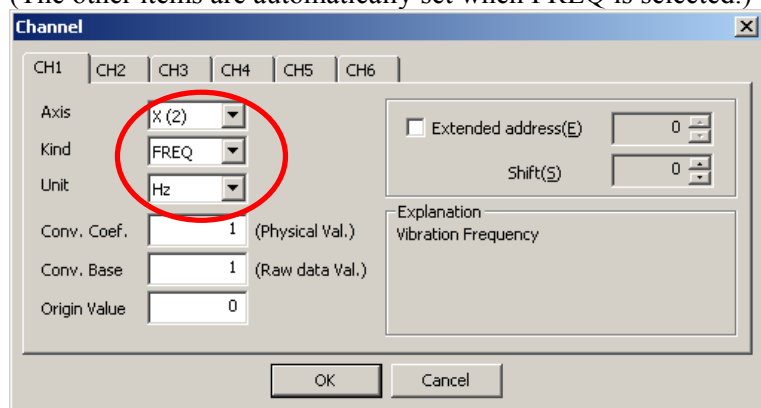 (The other items are automatically set when FREQ is selected.)
Channel
CH1 CH2 CH3 CH4 CH5 CH6
Axis X (2)
Kind FREQ
Unit Hz
Conv. Coef. 1 (Physical Val.)
Conv. Base 1 (Raw data Val.)
Origin Value 0
Extended address(E) 0
Shift(S) 0
Explanation
Vibration Frequency
OK Cancel